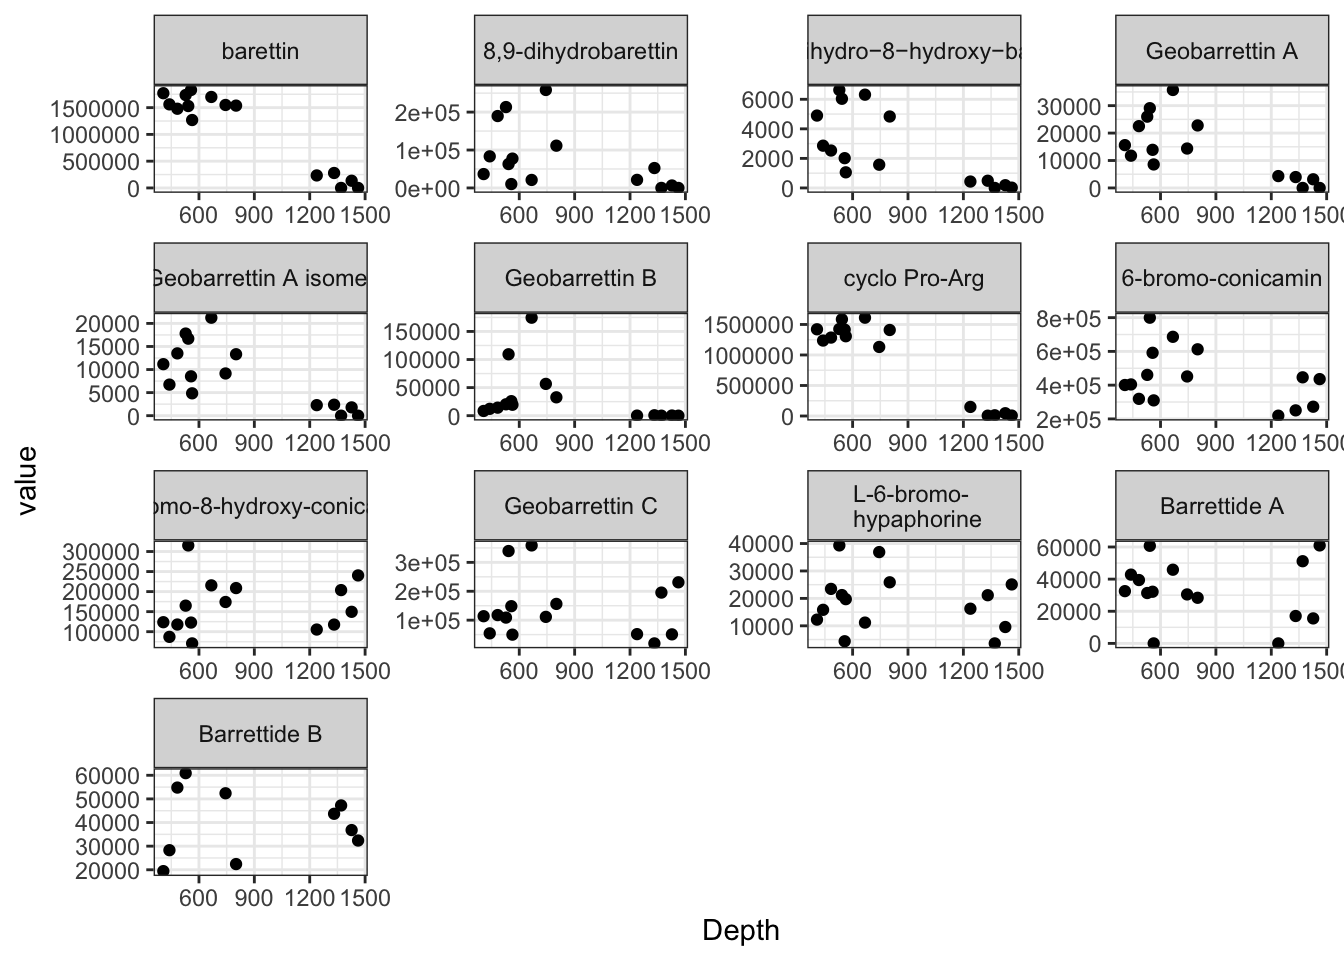 barettin
8,9-dihydrobarettin
hydro−8−hydroxy−ba
Geobarrettin A
1500000
1000000
500000
0
2e+05
1e+05
0e+00
6000
4000
2000
0
30000
20000
10000
0
600 900 1200 1500
600 900 1200 1500
600 900 1200 1500
600 900 1200 1500
Geobarrettin A isome
Geobarrettin B
cyclo Pro-Arg
6-bromo-conicamin
20000
15000
10000
5000
0
150000
100000
50000
0
1500000
1000000
500000
0
8e+05
6e+05
4e+05
2e+05
600 900 1200 1500
600 900 1200 1500
600 900 1200 1500
600 900 1200 1500
value
omo-8-hydroxy-conica
Geobarrettin C
L-6-bromo-
hypaphorine
Barrettide A
300000
250000
200000
150000
100000
3e+05
2e+05
1e+05
40000
30000
20000
10000
60000
40000
20000
0
600 900 1200 1500
600 900 1200 1500
600 900 1200 1500
600 900 1200 1500
Barrettide B
60000
50000
40000
30000
20000
600 900 1200 1500
Depth